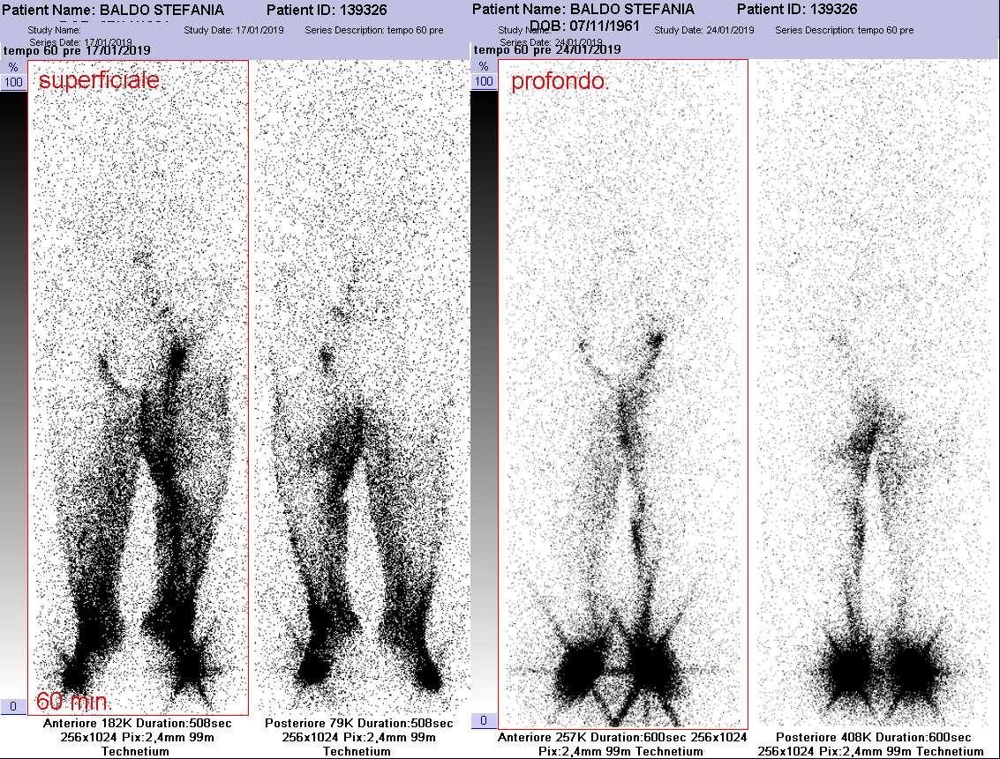 Patient Name: BALDO STEFANIA Patient ID: 139326
Study Name: Study Date: 17/01/2019 Series Description: tempo 60 pre
Series Date: 17/01/2019
tempo 60 pre 17/01/2019
%
100
superficiale.
60 min.
0
Anteriore 182K Duration:508sec
256x1024 Pix:2,4mm 99m
Technetium
Posteriore 79K Duration:508sec
256x1024 Pix:2,4mm 99m
Technetium
Patient Name: BALDO STEFANIA Patient ID: 139326
DOB: 07/11/1961
Study Name: Study Date: 24/01/2019 Series Description: tempo 60 pre
Series Date: 24/01/2019
tempo 60 pre 24/01/2019
%
100
profondo.
0
Anteriore 257K Duration:600sec 256x1024
Pix:2,4mm 99m Technetium
Posteriore 408K Duration:600sec
256x1024 Pix:2,4mm 99m Technetium